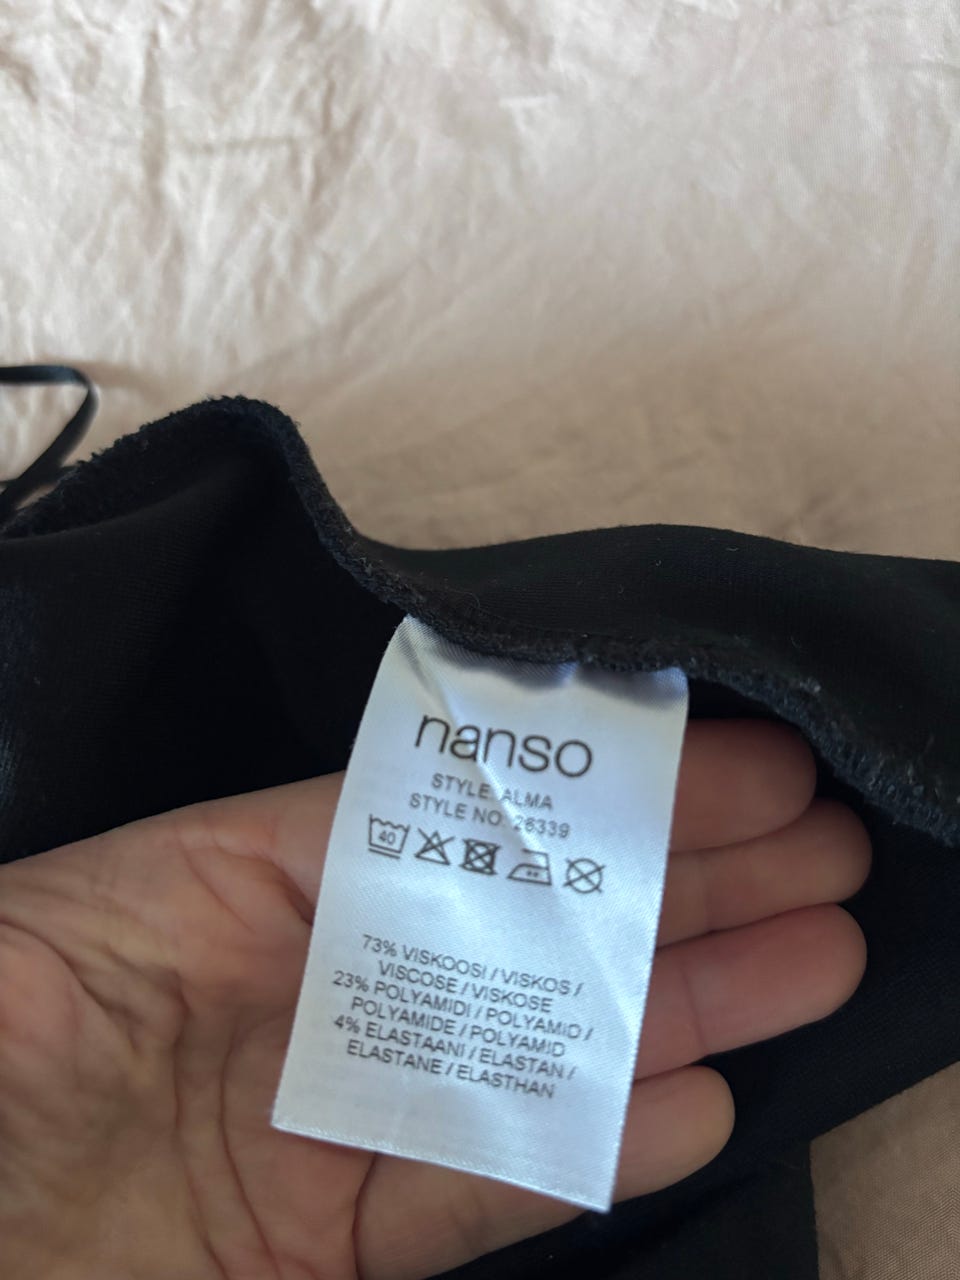 nanso
STYLE: ALMA
STYLE NO: 26339
40
73% VISKOOSI / VISKOS /
VISCOSE / VISKOSE
23% POLYAMIDI / POLYAMID /
POLYAMIDE / POLYAMID
4% ELASTAANI / ELASTAN /
ELASTANE / ELASTHAN